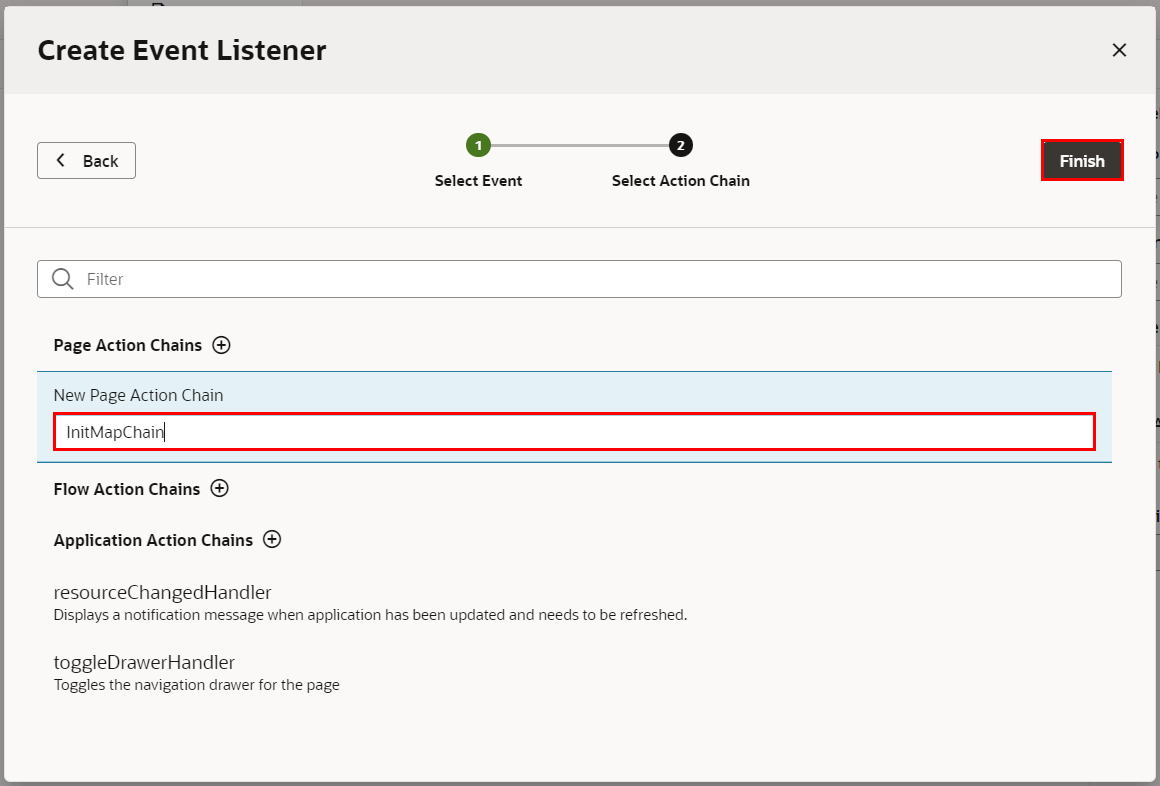 Create Event Listener
Back
1
2
Select Event
Select Action Chain
Finish
Filter
Page Action Chains
New Page Action Chain
InitMapChain
Flow Action Chains
Application Action Chains
resourceChangedHandler
Displays a notification message when application has been updated and needs to be refreshed.
toggleDrawerHandler
Toggles the navigation drawer for the page